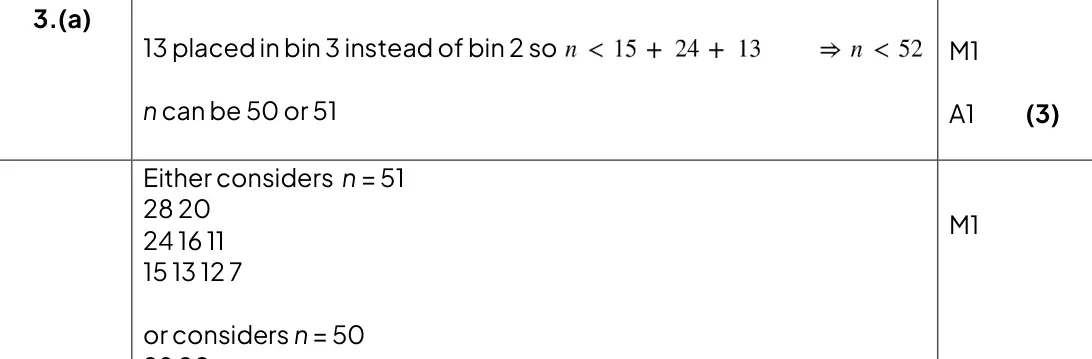 3.(a)
13 placed in bin 3 instead of bin 2 so n < 15 + 24 + 13 ⇒ n < 52 M1
n can be 50 or 51 A1 (3)
Either considers n = 51
28 20
24 16 11 M1
15 13 12 7
or considers n = 50